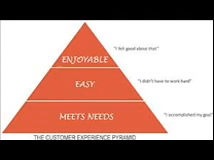 "I felt good about that"
ENJOYABLE
"I didn't have to work hard"
EASY
"I accomplished my goal"
MEETS NEEDS
THE CUSTOMER EXPERIENCE PYRAMID